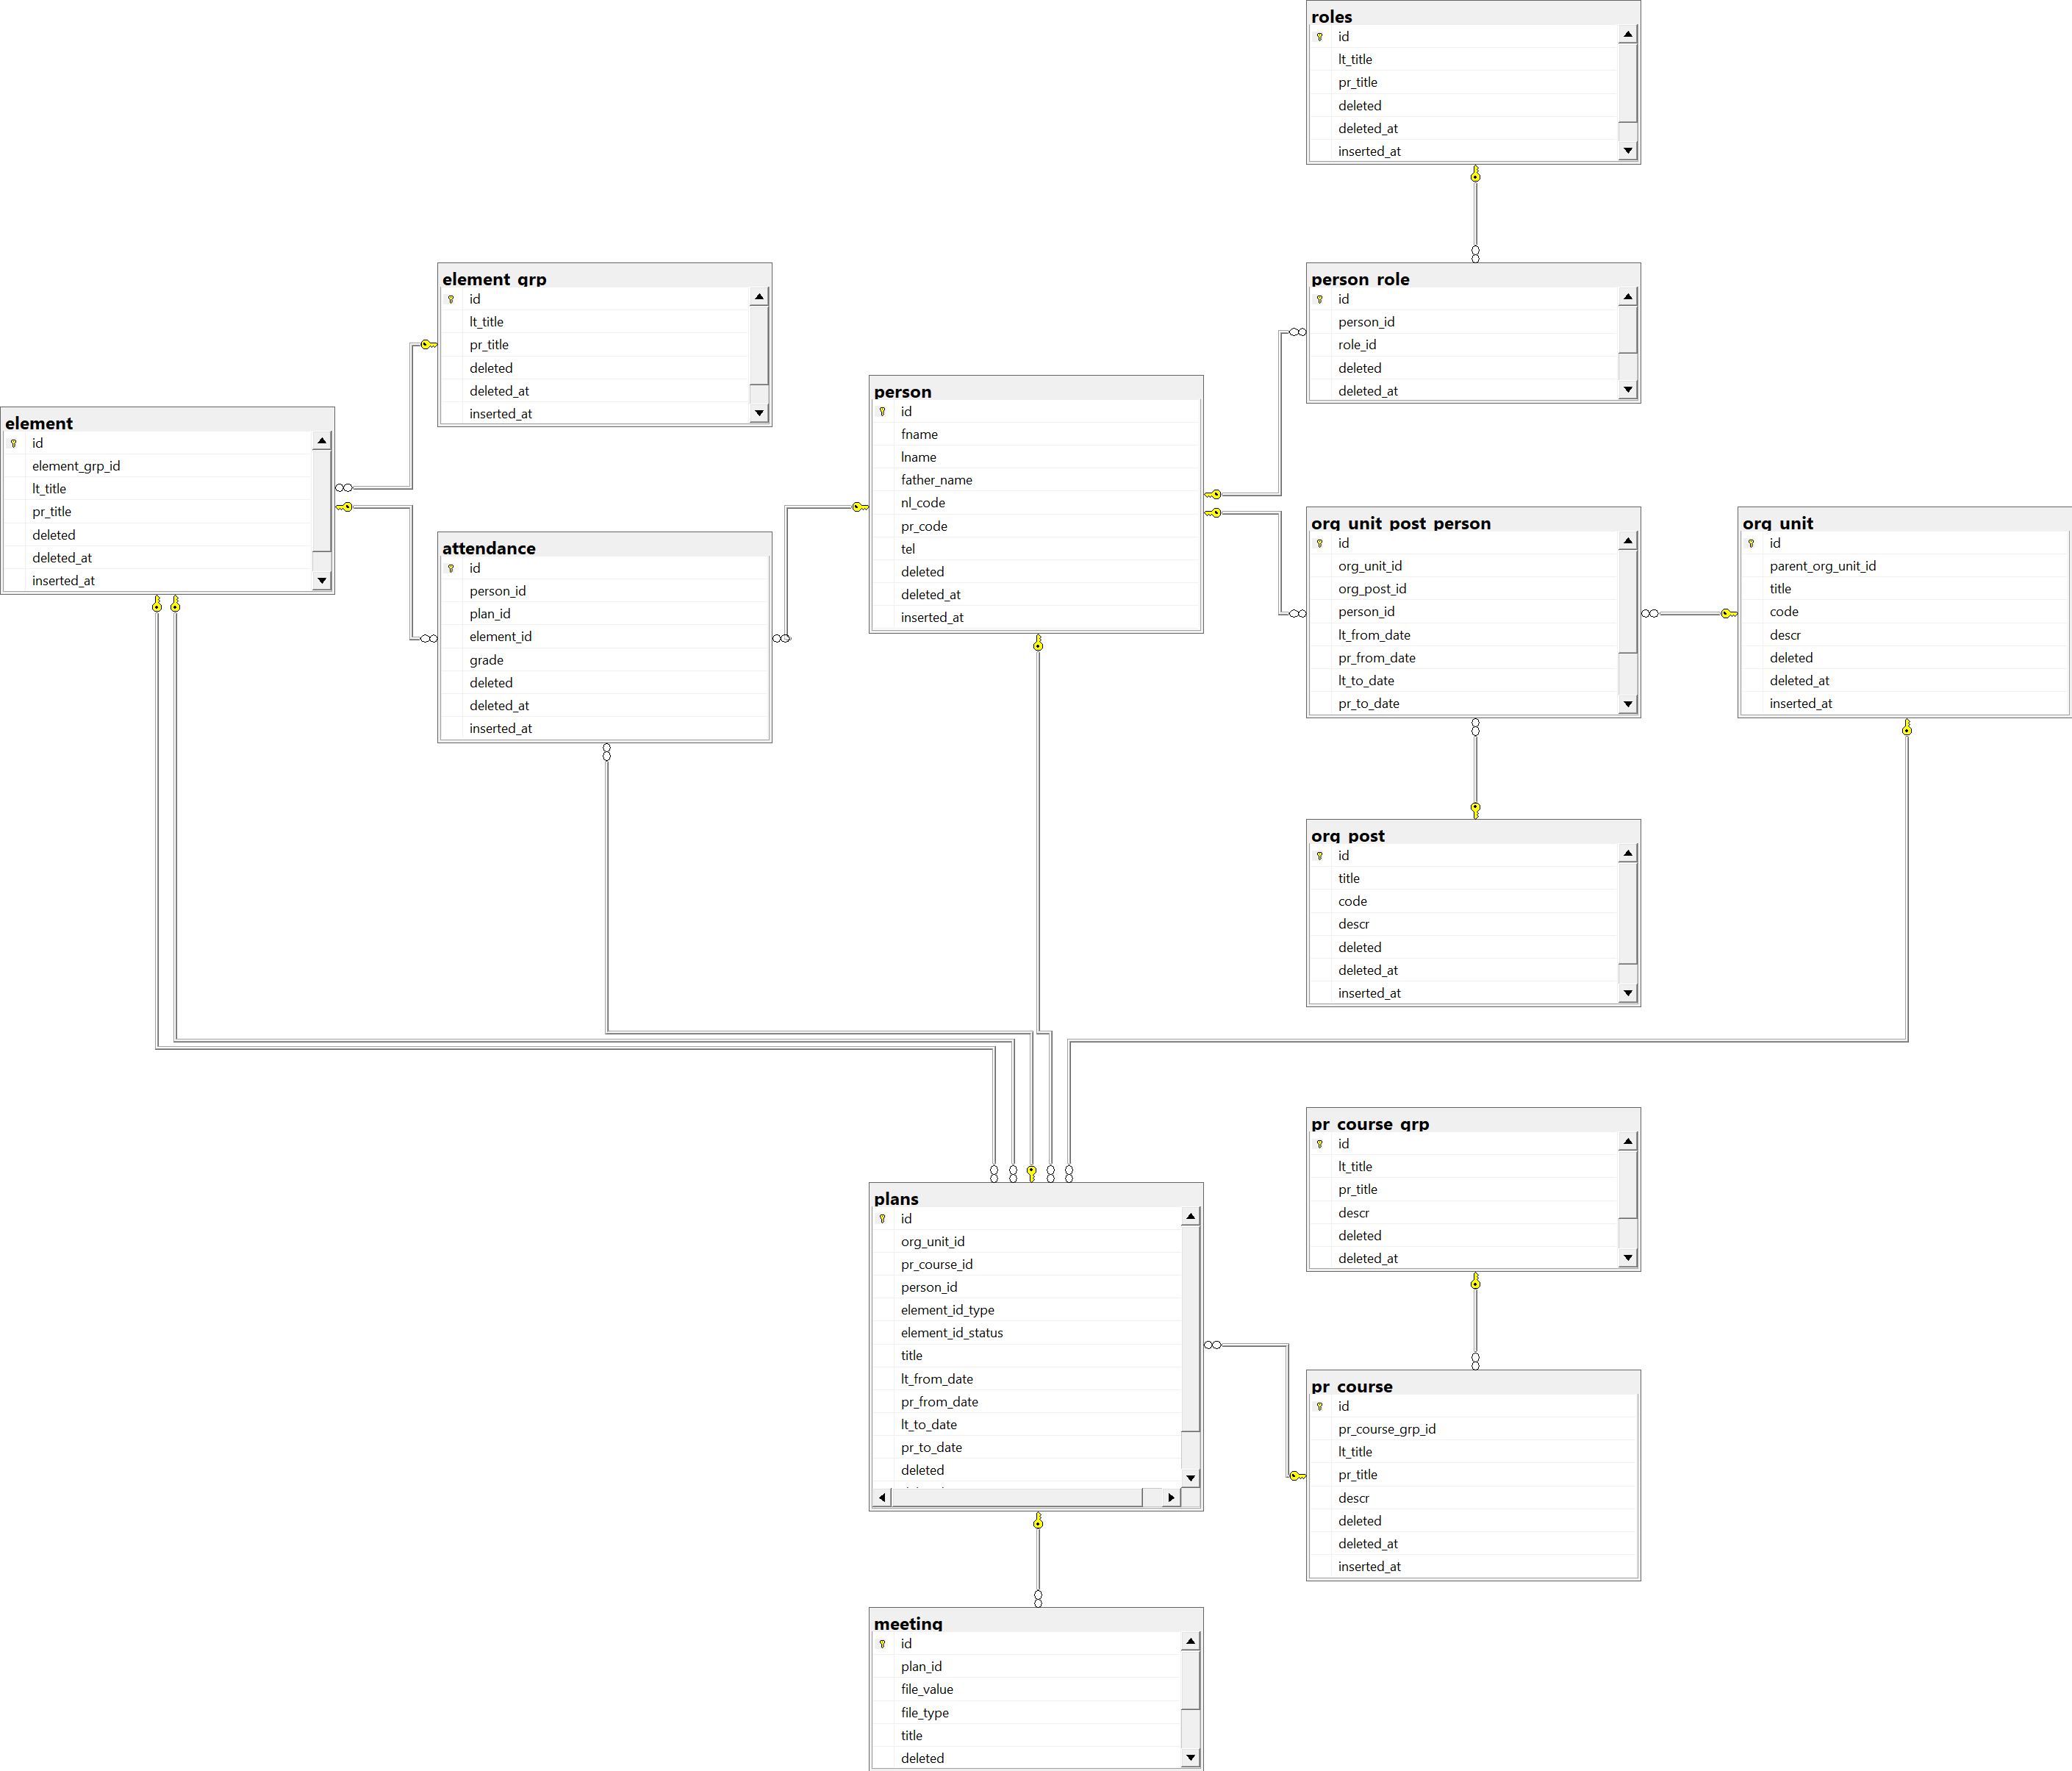 roles
id
lt_title
pr_title
deleted
deleted_at
inserted_at
element_grp
id
lt_title
pr_title
deleted
deleted_at
inserted_at
person_role
id
person_id
role_id
deleted
deleted_at
person
id
fname
lname
father_name
nl_code
pr_code
tel
deleted
deleted_at
inserted_at
element
id
element_grp_id
lt_title
pr_title
deleted
deleted_at
inserted_at
attendance
id
person_id
plan_id
element_id
grade
deleted
deleted_at
inserted_at
org_unit_post_person
id
org_unit_id
org_post_id
person_id
lt_from_date
pr_from_date
lt_to_date
pr_to_date
org_unit
id
parent_org_unit_id
title
code
descr
deleted
deleted_at
inserted_at
org_post
id
title
code
descr
deleted
deleted_at
inserted_at
pr_course_grp
id
lt_title
pr_title
descr
deleted
deleted_at
plans
id
org_unit_id
pr_course_id
person_id
element_id_type
element_id_status
title
lt_from_date
pr_from_date
lt_to_date
pr_to_date
deleted
pr_course
id
pr_course_grp_id
lt_title
pr_title
descr
deleted
deleted_at
inserted_at
meeting
id
plan_id
file_value
file_type
title
deleted